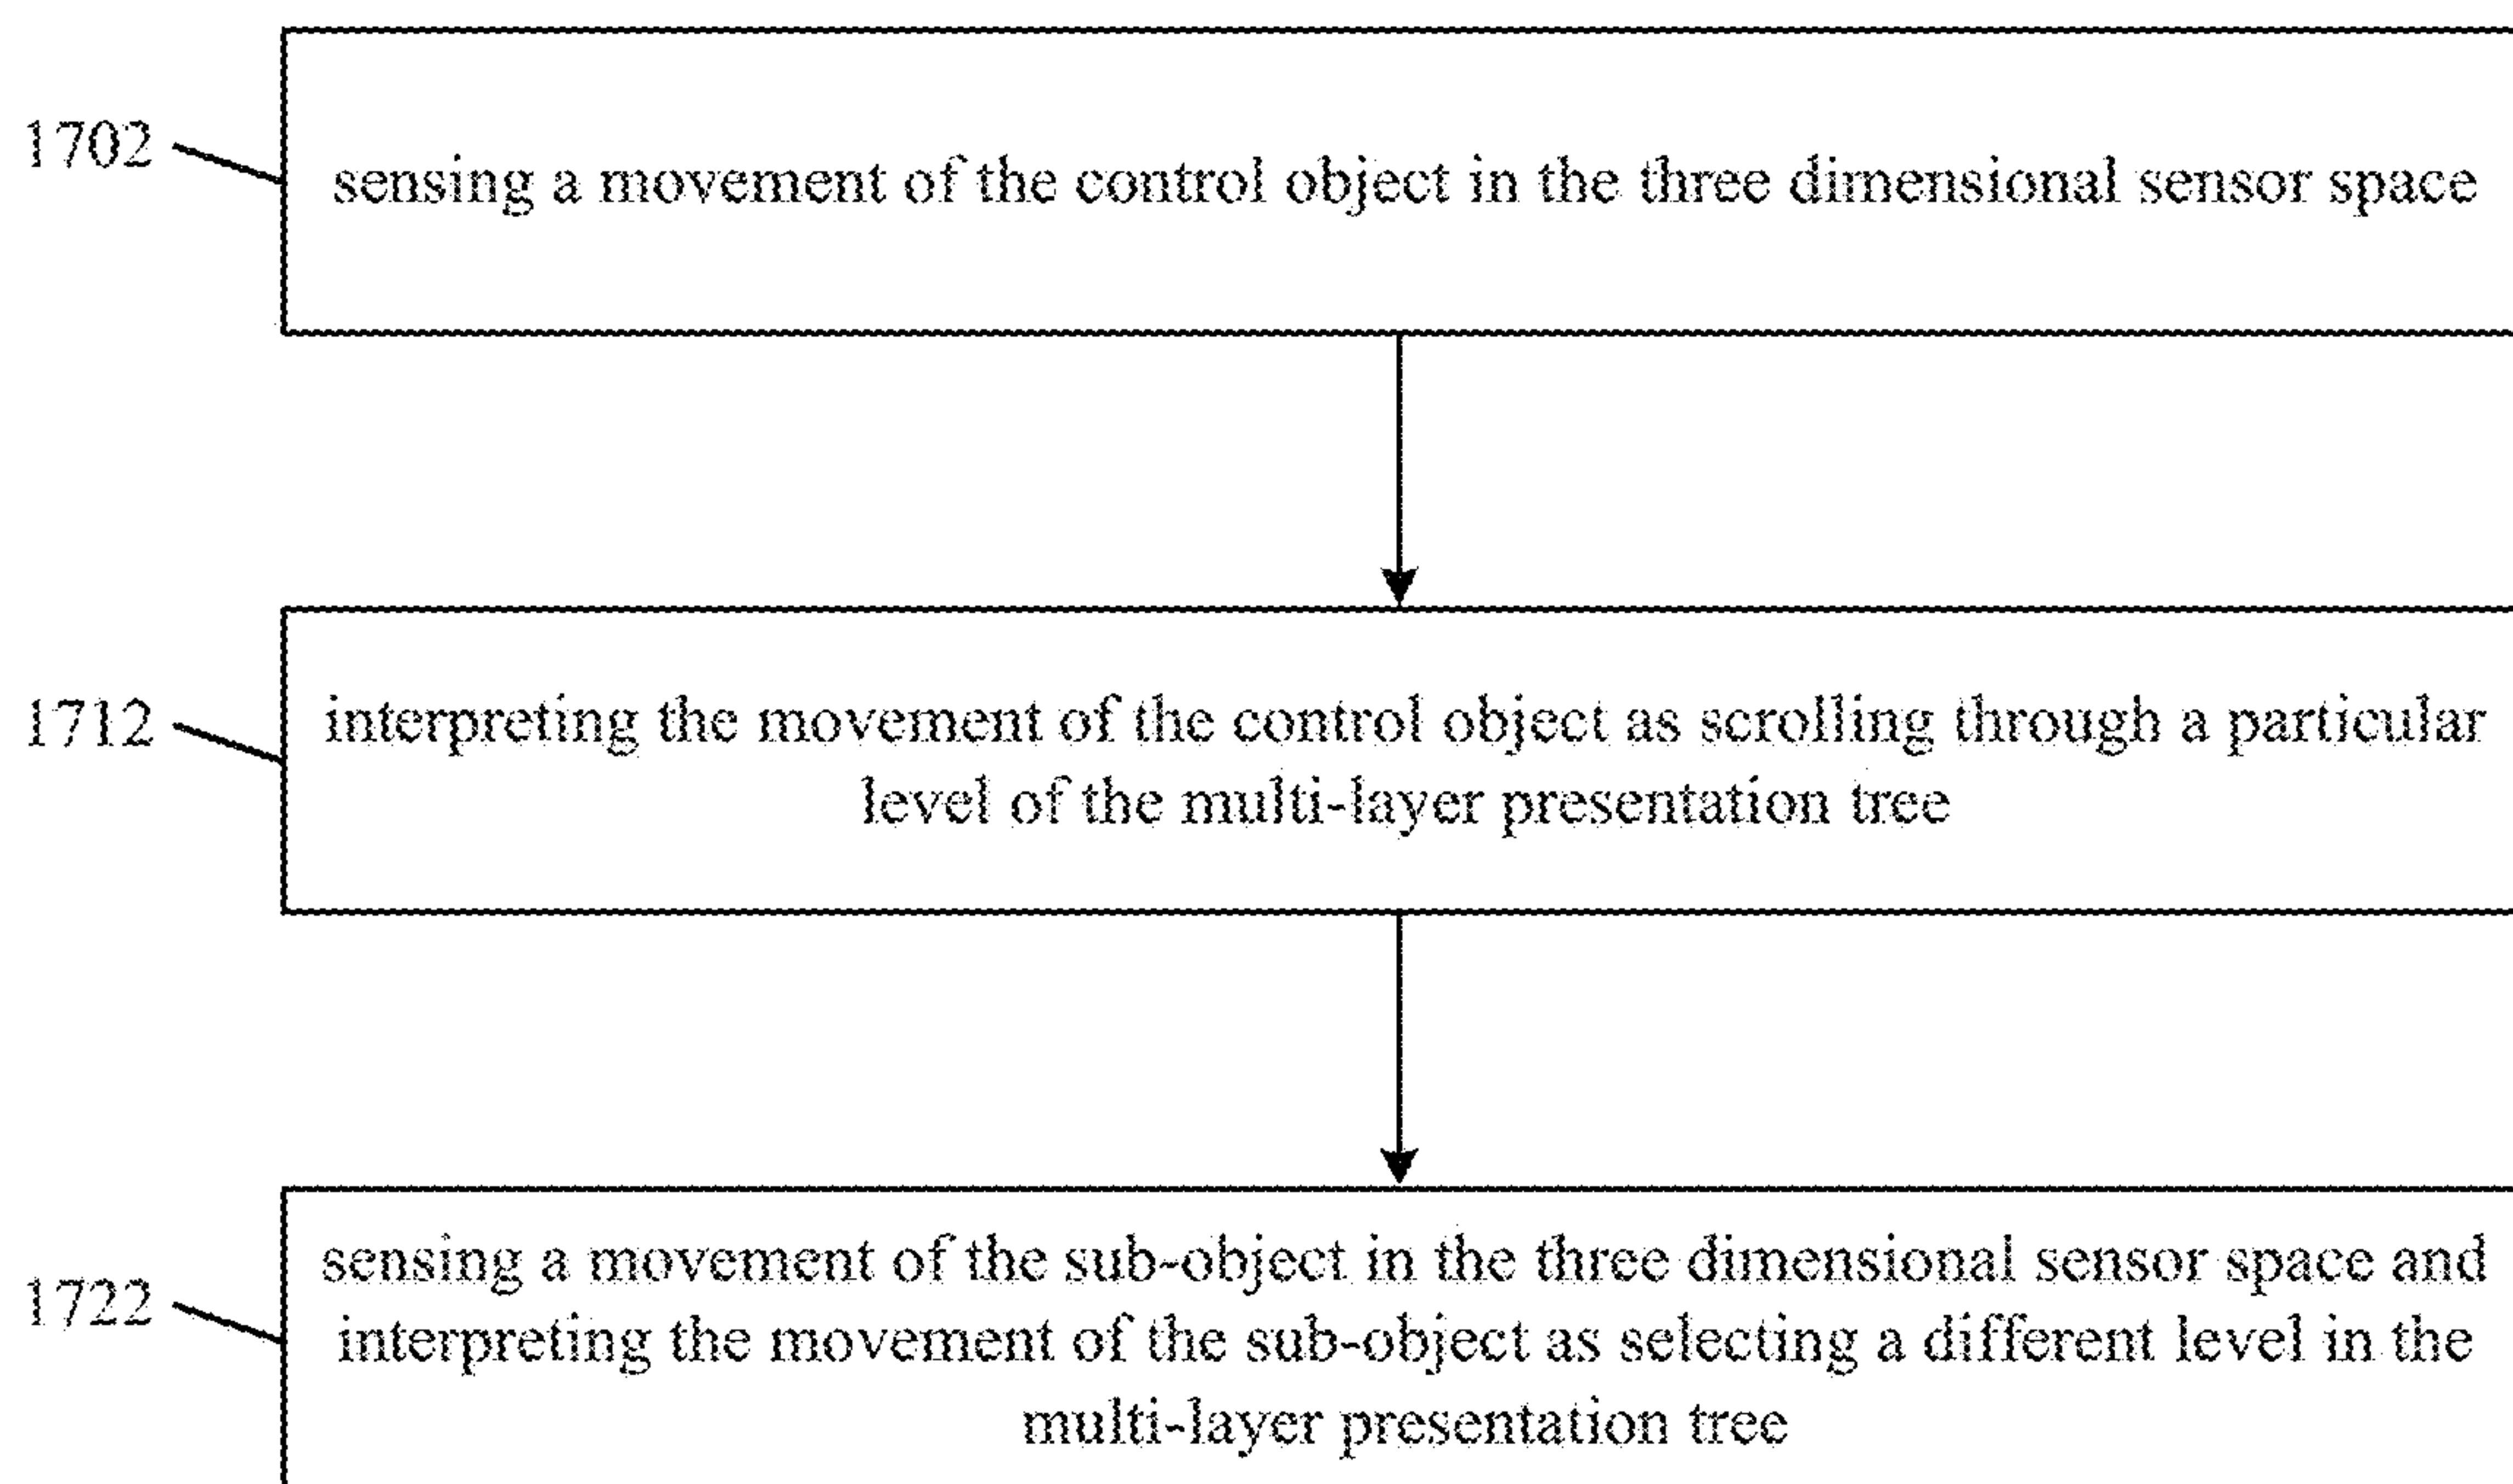 1702
sensing a movement of the control object in the three dimensional sensor space
1712
interpreting the movement of the control object as scrolling through a particular
level of the multi-layer presentation tree
1722
sensing a movement of the sub-object in the three dimensional sensor space and
interpreting the movement of the sub-object as selecting a different level in the
multi-layer presentation tree